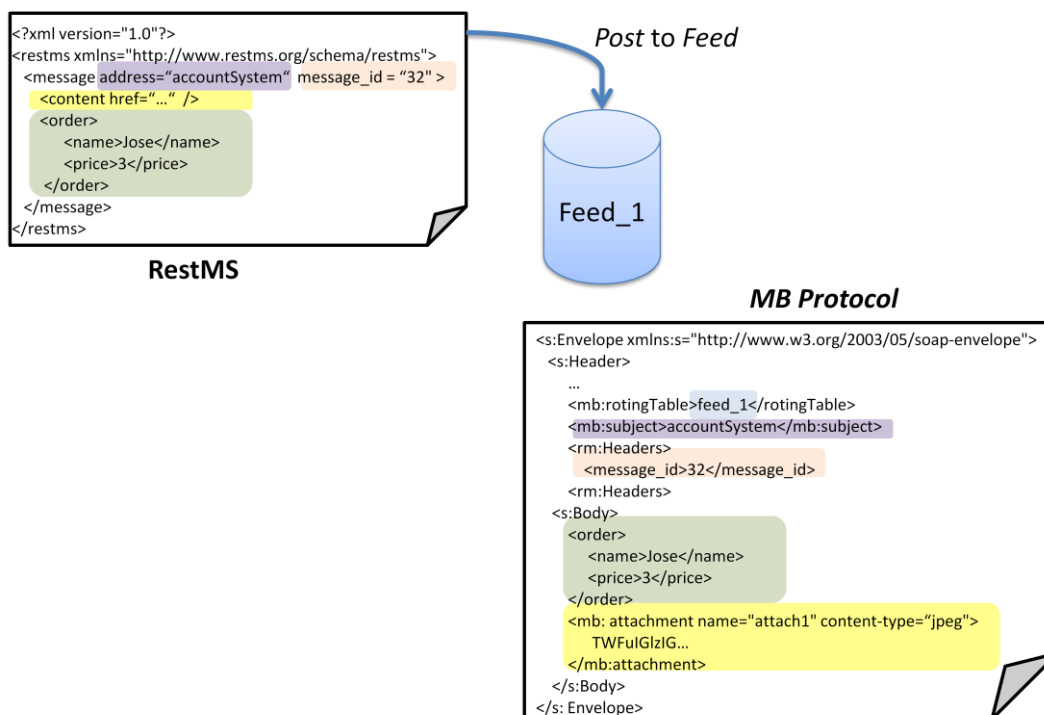 <?xml version="1.0"?>
<restms xmlns="http://www.restms.org/schema/restms">
<message address=“accountSystem“ message_id = “32" >
<content href=“…“ />
<order>
<name>Jose</name>
<price>3</price>
</order>
</message>
</restms>
RestMS
Post to Feed
Feed_1
MB Protocol
<s:Envelope xmlns:s="http://www.w3.org/2003/05/soap-envelope">
<s:Header>
…
<mb:rotingTable>feed_1</rotingTable>
<mb:subject>accountSystem</mb:subject>
<rm:Headers>
<message_id>32</message_id>
<rm:Headers>
<s:Body>
<order>
<name>Jose</name>
<price>3</price>
</order>
<mb: attachment name="attach1" content-type=“jpeg">
TWFuIGlzIG…
</mb:attachment>
</s:Body>
</s: Envelope>